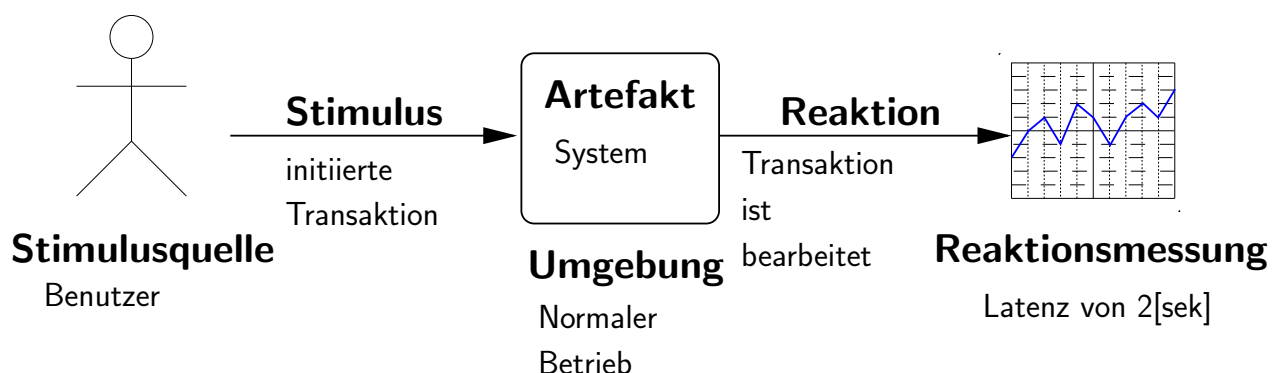 Stimulusquelle
Benutzer
Stimulus
initiierte
Transaktion
Artefakt
System
Umgebung
Normaler
Betrieb
Reaktion
Transaktion
ist
bearbeitet
Reaktionsmessung
Latenz von 2[sek]